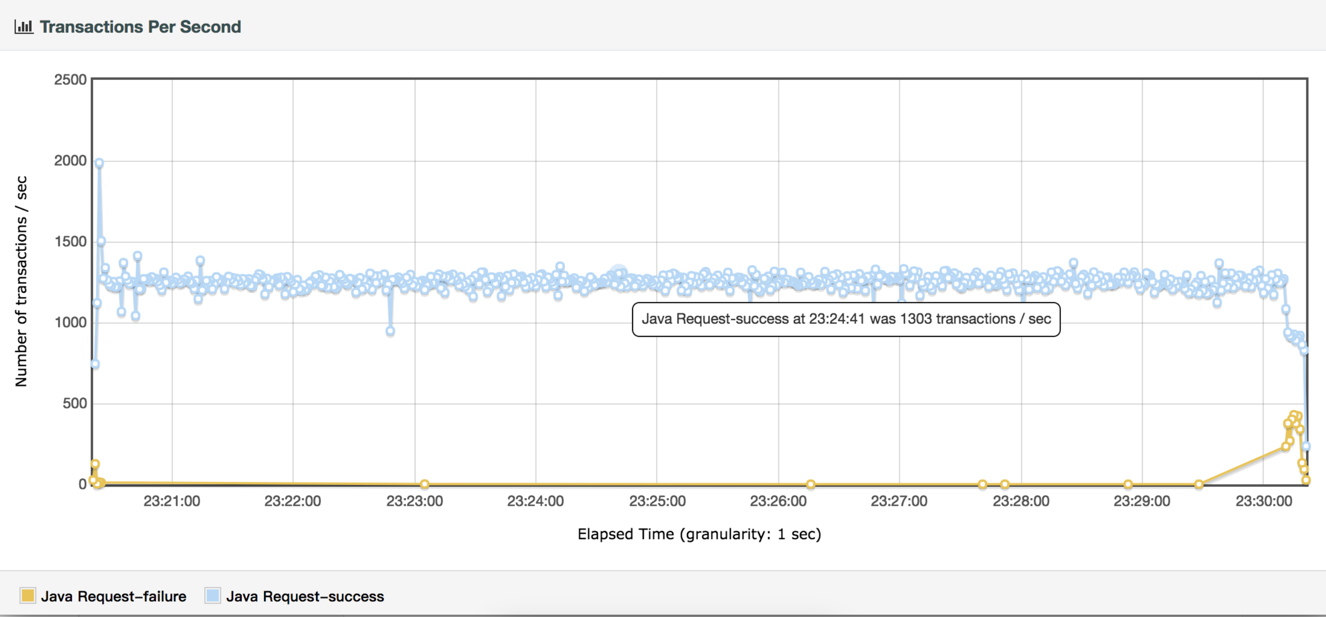 Transactions Per Second
2500
2000
1500
1000
500
0
Number of transactions / sec
Java Request-success at 23:24:41 was 1303 transactions / sec
23:21:00 23:22:00 23:23:00 23:24:00 23:25:00 23:26:00 23:27:00 23:28:00 23:29:00 23:30:00
Elapsed Time (granularity: 1 sec)
Java Request-failure Java Request-success